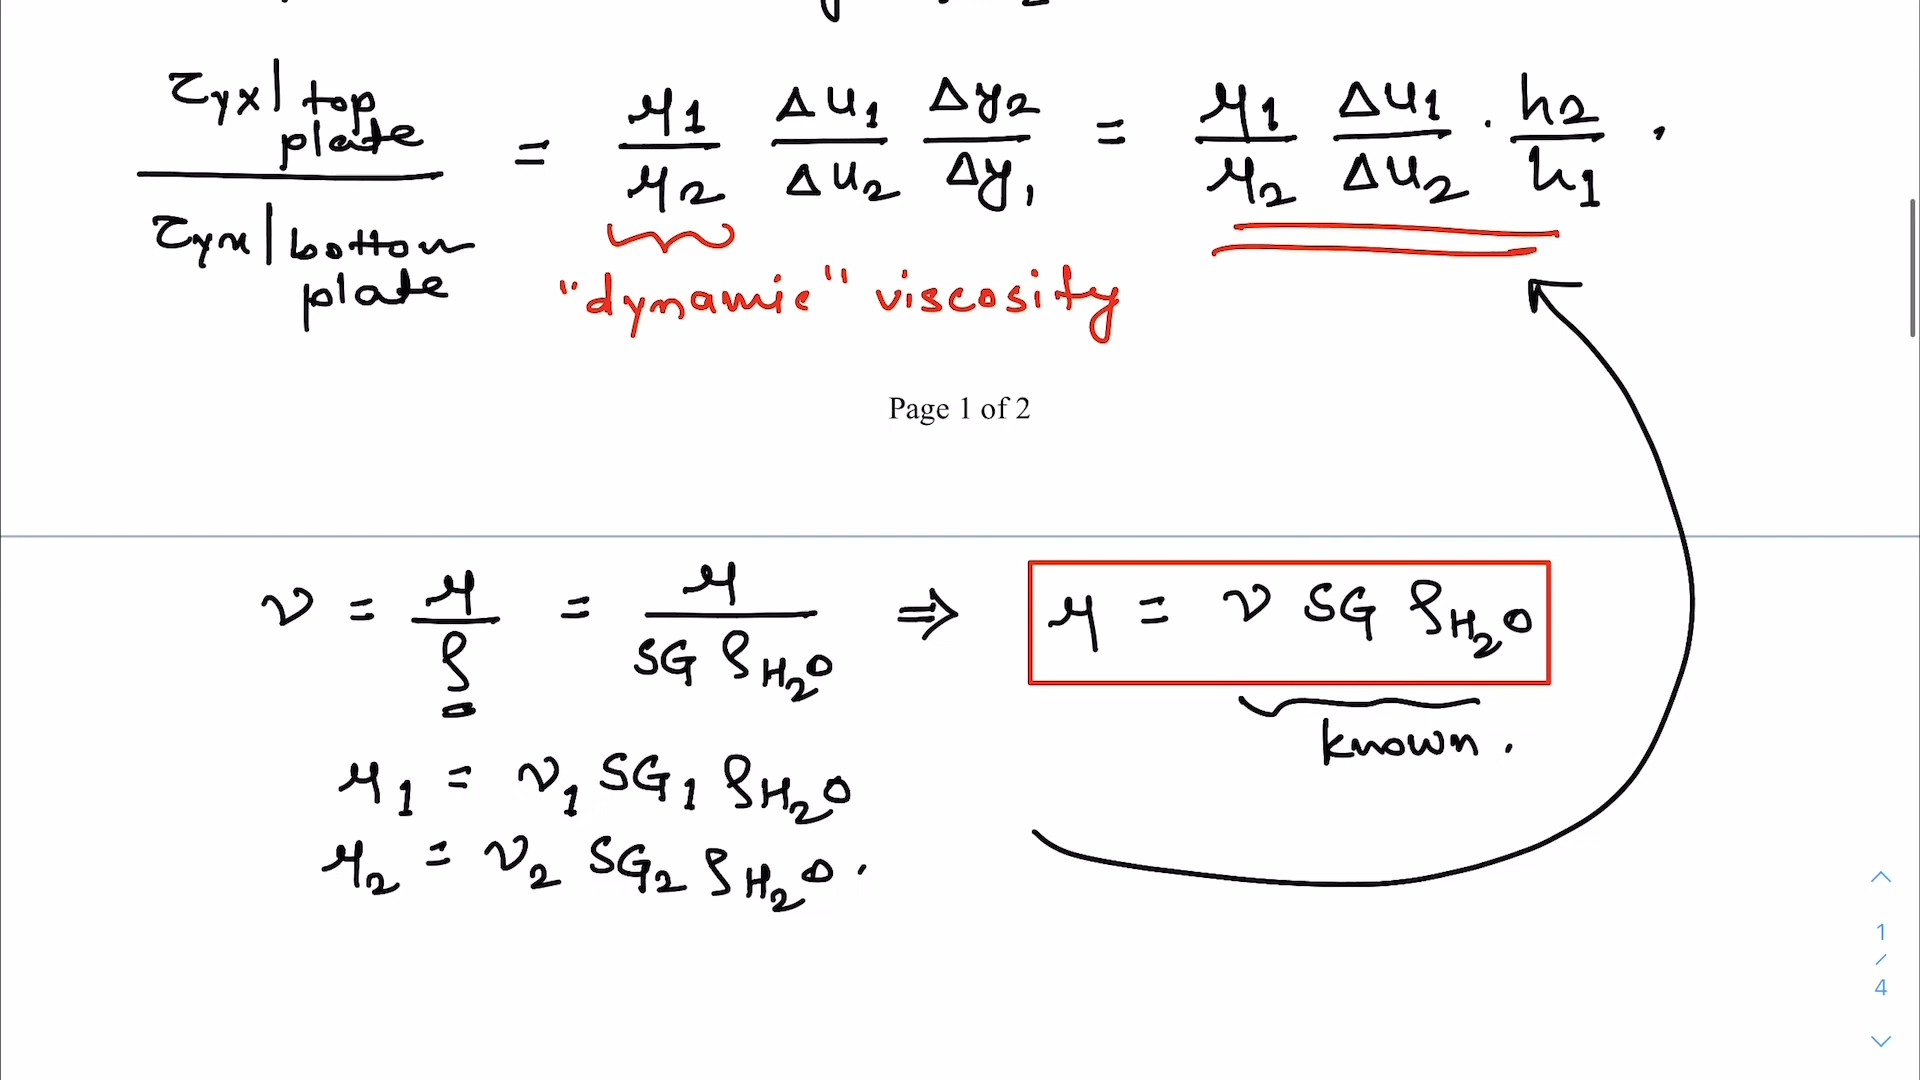 τyx| top plate / τyx| bottom plate = μ1/μ2 Δu1/Δu2 Δy2/Δy1 = μ1/μ2 Δu1/Δu2 · h2/h1 .
"dynamic" viscosity
Page 1 of 2
ν = μ/ρ = μ/(SG ρH2O) ⇒ μ = ν SG ρH2O
known .
μ1 = ν1 SG1 ρH2O
μ2 = ν2 SG2 ρH2O .
1
/
4